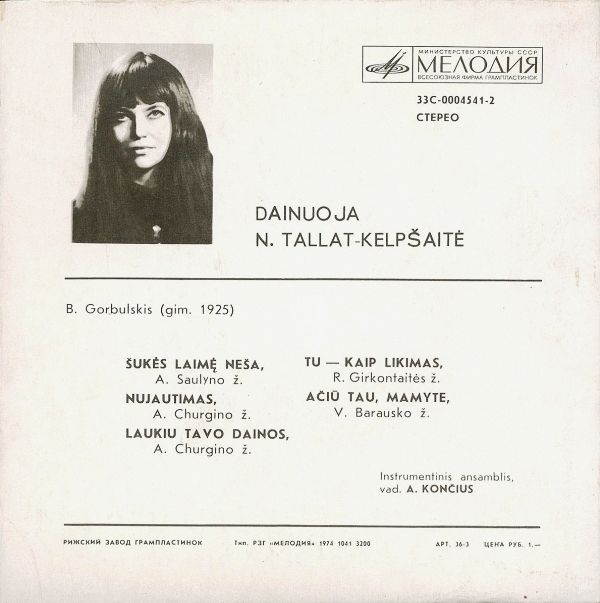 МИНИСТЕРСТВО КУЛЬТУРЫ СССР
МЕЛОДИЯ
ВСЕСОЮЗНАЯ ФИРМА ГРАМПЛАСТИНОК
33С-0004541-2
СТЕРЕО
DAINUOJA
N. TALLAT-KELPŠAITĖ
B. Gorbulskis (gim. 1925)
ŠUKĖS LAIMĘ NEŠA,
A. Saulyno ž.
NUJAUTIMAS,
A. Churgino ž.
LAUKIU TAVO DAINOS,
A. Churgino ž.
TU — KAIP LIKIMAS,
R. Girkontaitės ž.
AČIŪ TAU, MAMYTE,
V. Barausko ž.
Instrumentinis ansamblis,
vad. A. KONČIUS
РИЖСКИЙ ЗАВОД ГРАМПЛАСТИНОК Тип. РЗГ «МЕЛОДИЯ» 1974 1041 3200 АРТ. 36-3 ЦЕНА РУБ. 1.—